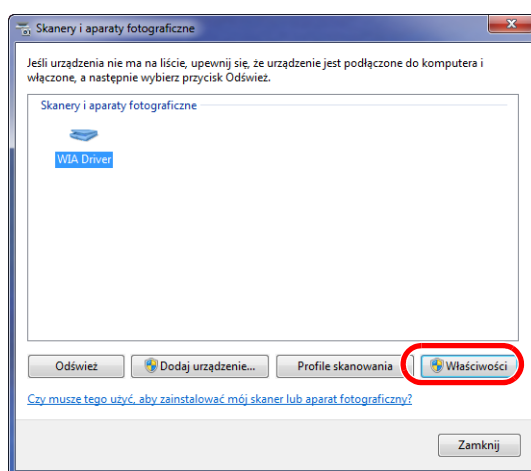 Skanery i aparaty fotograficzne
Jeśli urządzenia nie ma na liście, upewnij się, że urządzenie jest podłączone do komputera i
włączone, a następnie wybierz przycisk Odśwież.
Skanery i aparaty fotograficzne
WIA Driver
Odśwież
Dodaj urządzenie...
Profile skanowania
Właściwości
Czy musze tego użyć, aby zainstalować mój skaner lub aparat fotograficzny?
Zamknij